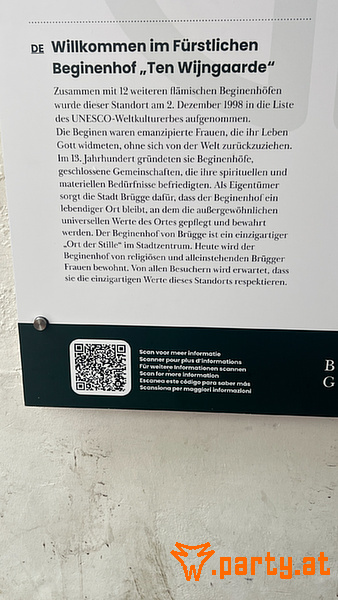 DE Willkommen im Fürstlichen
Beginenhof „Ten Wijngaarde“
Zusammen mit 12 weiteren flämischen Beginenhöfen
wurde dieser Standort am 2. Dezember 1998 in die Liste
des UNESCO-Weltkulturerbes aufgenommen.
Die Beginen waren emanzipierte Frauen, die ihr Leben
Gott widmeten, ohne sich von der Welt zurückzuziehen.
Im 13. Jahrhundert gründeten sie Beginenhöfe,
geschlossene Gemeinschaften, die ihre spirituellen und
materiellen Bedürfnisse befriedigten. Als Eigentümer
sorgt die Stadt Brügge dafür, dass der Beginenhof ein
lebendiger Ort bleibt, an dem die außergewöhnlichen
universellen Werte des Ortes gepflegt und bewahrt
werden. Der Beginenhof von Brügge ist ein einzigartiger
„Ort der Stille“ im Stadtzentrum. Heute wird der
Beginenhof von religiösen und alleinstehenden Brügger
Frauen bewohnt. Von allen Besuchern wird erwartet, dass
sie die einzigartigen Werte dieses Standorts respektieren.
Scan voor meer informatie
Scanner pour plus d'informations
Für weitere Informationen scannen
Scan for more information
Escanea este código para saber más
Scansiona per maggiori informazioni
B
G
.party.at